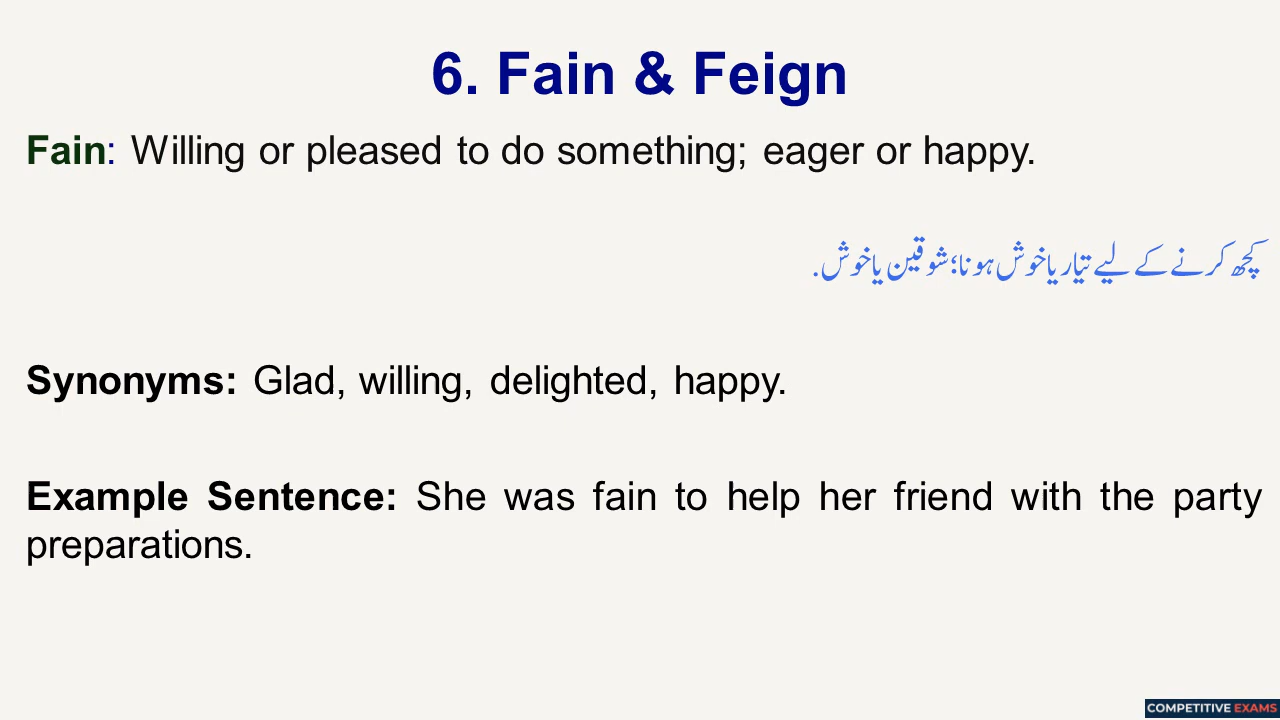 6. Fain & Feign
Fain: Willing or pleased to do something; eager or happy.
کچھ کرنے کے لیے تیار یا خوش ہونا؛ شوقین یا خوش.
Synonyms: Glad, willing, delighted, happy.
Example Sentence: She was fain to help her friend with the party
preparations.
COMPETITIVE EXAMS